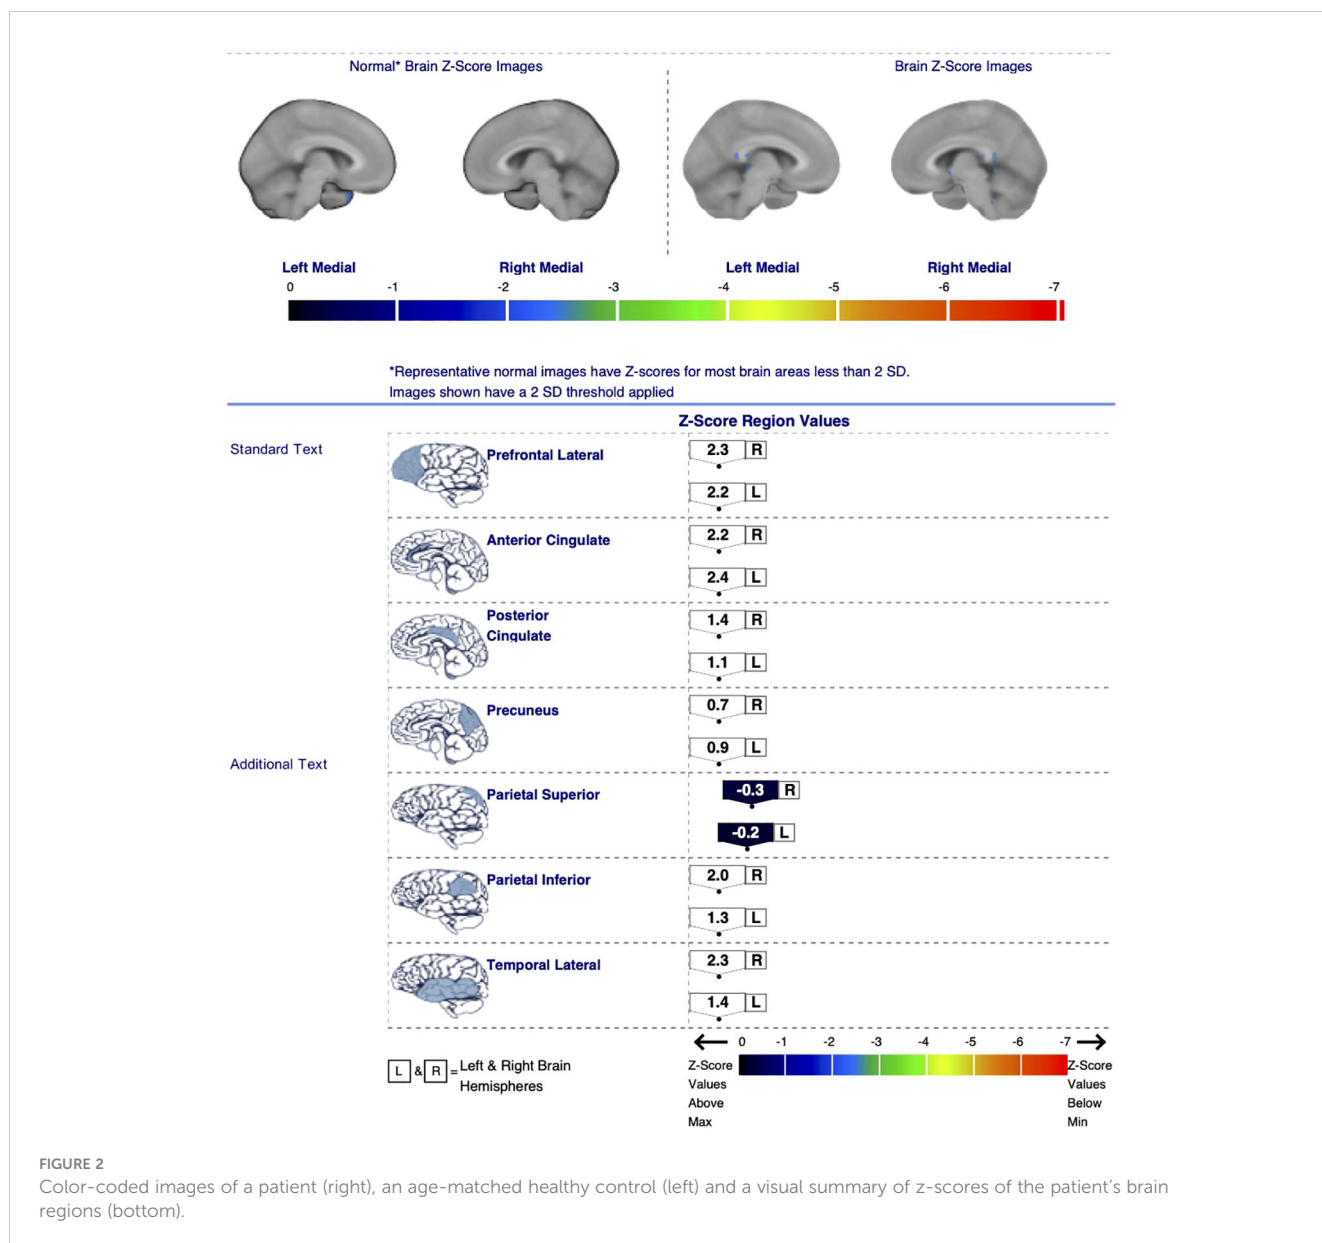 Normal* Brain Z-Score Images
Brain Z-Score Images
Left Medial
Right Medial
Left Medial
Right Medial
0 -1 -2 -3 -4 -5 -6 -7
*Representative normal images have Z-scores for most brain areas less than 2 SD.
Images shown have a 2 SD threshold applied
Z-Score Region Values
Standard Text
Prefrontal Lateral
2.3 R
2.2 L
Anterior Cingulate
2.2 R
2.4 L
Posterior
Cingulate
1.4 R
1.1 L
Precuneus
0.7 R
0.9 L
Additional Text
Parietal Superior
-0.3 R
-0.2 L
Parietal Inferior
2.0 R
1.3 L
Temporal Lateral
2.3 R
1.4 L
0 -1 -2 -3 -4 -5 -6 -7
L & R = Left & Right Brain
Hemispheres
Z-Score
Values
Above
Max
Z-Score
Values
Below
Min
FIGURE 2
Color-coded images of a patient (right), an age-matched healthy control (left) and a visual summary of z-scores of the patient's brain
regions (bottom).